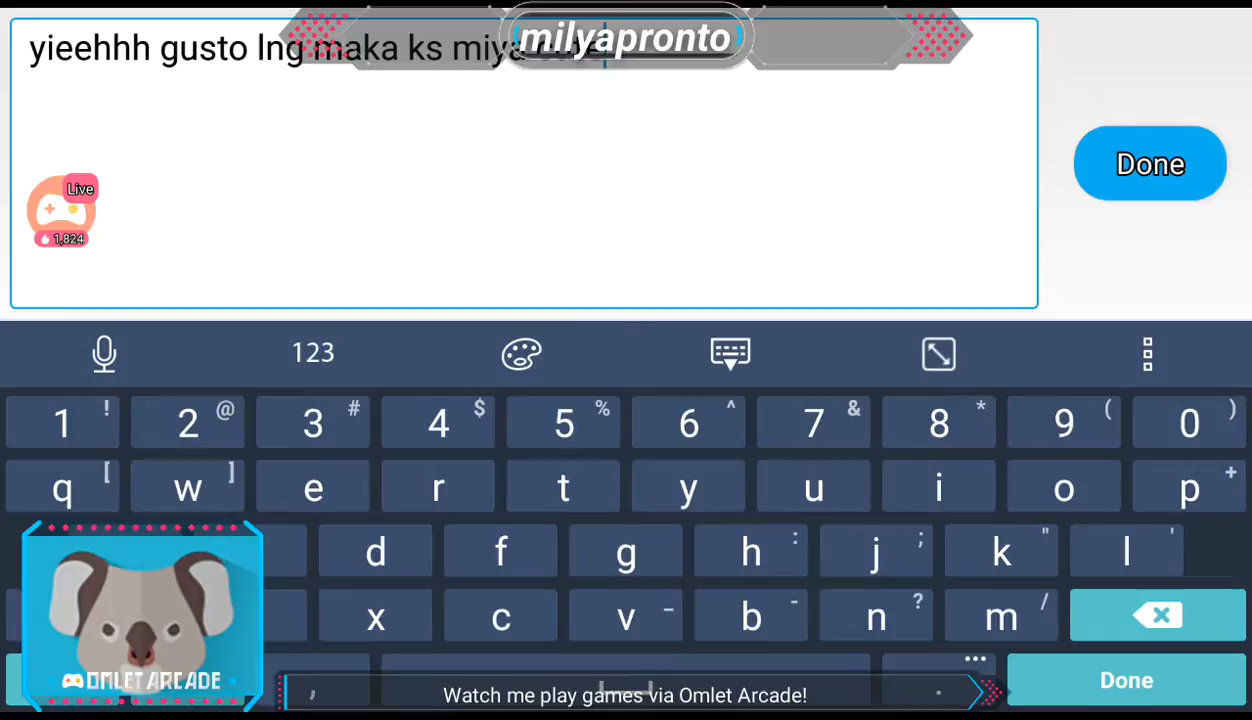 milyapronto
yieehhh gusto lng maka ks miya
Live
1,824
Done
123
! @ # $ % ^ & * ( )
1 2 3 4 5 6 7 8 9 0
[ ] +
q w e r t y u i o p
: ; " '
d f g h j k l
_ - ? /
x c v b n m
, .
Done
OMLET ARCADE
Watch me play games via Omlet Arcade!